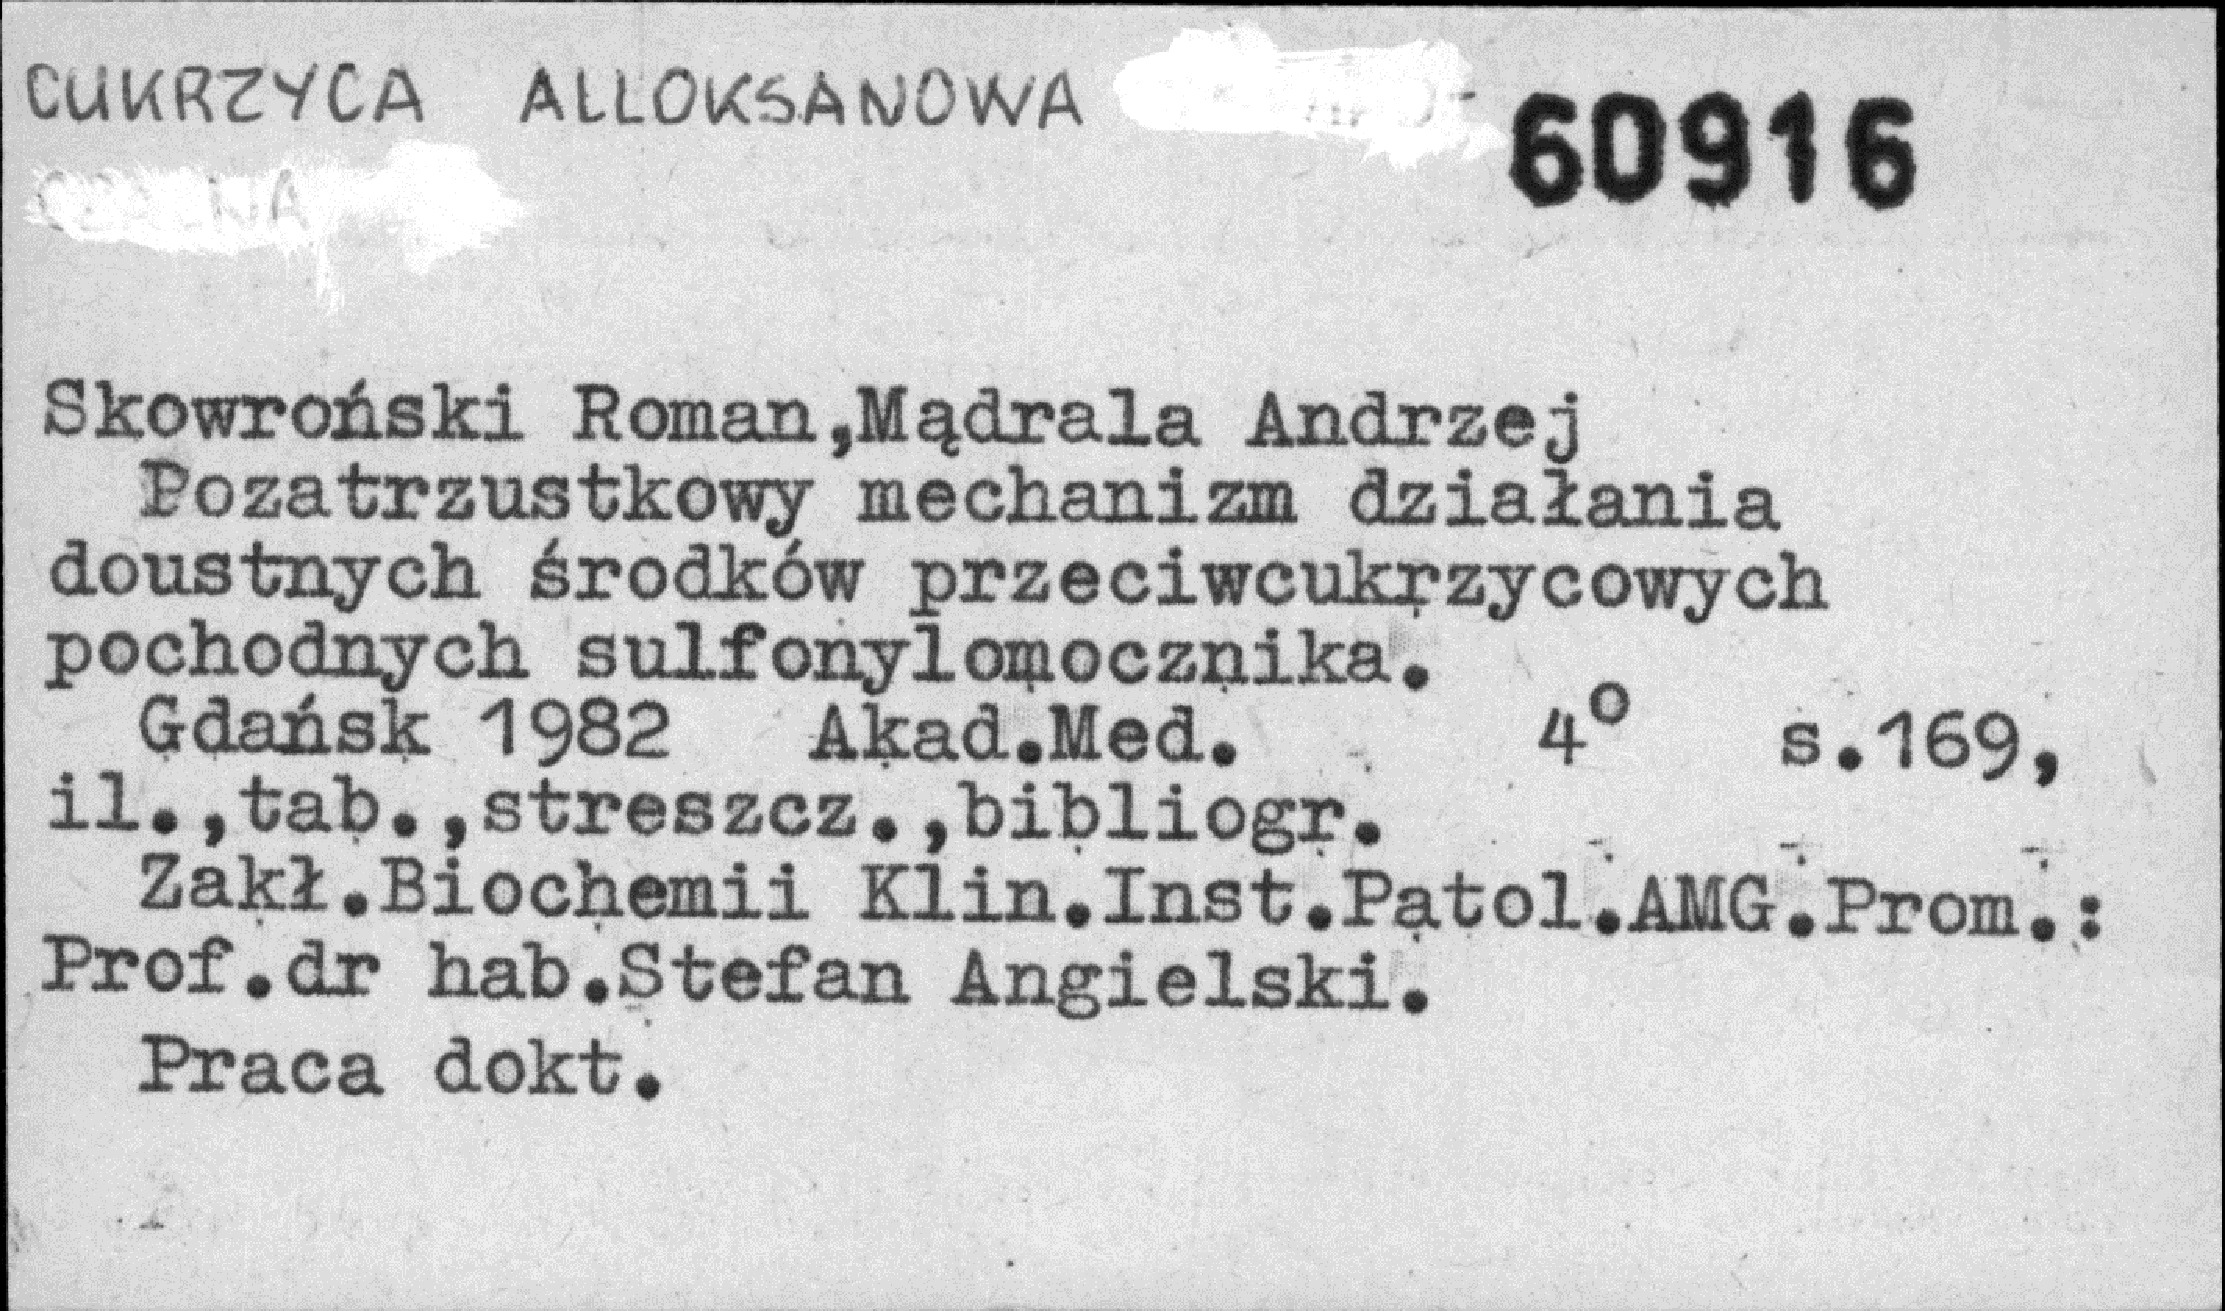 CUKRZYCA ALLOKSANOWA
60916
Skowroński Roman,Mądrala Andrzej
Pozatrzustkowy mechanizm działania
doustnych środków przeciwcukrzycowych
pochodnych sulfonylomocznika.
Gdańsk 1982 Akad.Med. 4º s.169,
il.,tab.,streszcz.,bibliogr.
Zakł.Biochemii Klin.Inst.Patol.AMG.Prom.:
Prof.dr hab.Stefan Angielski.
Praca dokt.